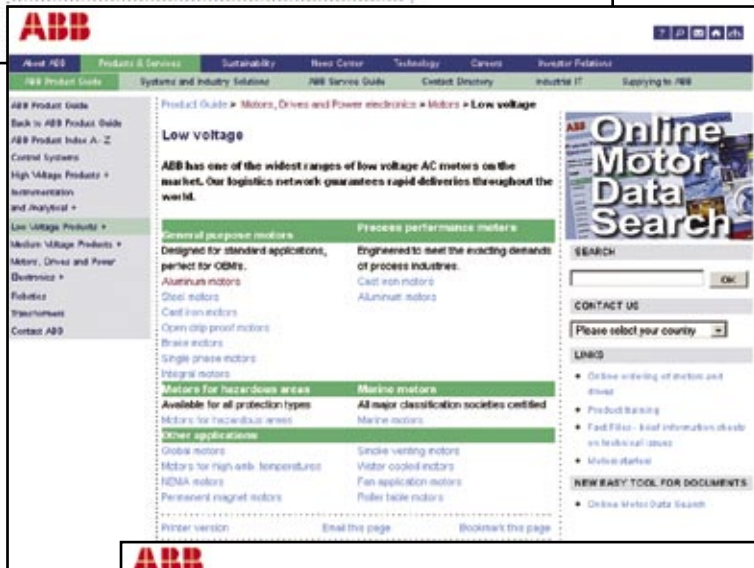 ABB
About ABB Products & Services Sustainability News Center Technology Careers Investor Relations
ABB Product Guide Systems and Industry Solutions ABB Service Guide Contact Directory Industrial IT Supplying to ABB
ABB Product Guide
Back to ABB Product Guide
ABB Product Index A - Z
Control Systems
High Voltage Products
Instrumentation
and Analytical
Low Voltage Products
Medium Voltage Products
Motors, Drives and Power
Electronics
Robotics
Transformers
Contact ABB
Product Guide > Motors, Drives and Power electronics > Motors > Low voltage
Low voltage
ABB has one of the widest ranges of low voltage AC motors on the
market. Our logistics network guarantees rapid deliveries throughout the
world.
General purpose motors
Designed for standard applications,
perfect for OEM's.
Aluminum motors
Steel motors
Cast iron motors
Open drip proof motors
Brake motors
Single phase motors
Integral motors
Process performance motors
Engineered to meet the exacting demands
of process industries.
Cast iron motors
Aluminum motors
Motors for hazardous areas
Available for all protection types
Motors for hazardous areas
Marine motors
All major classification societies certified
Marine motors
Other applications
Global motors
Motors for high amb. temperatures
NEMA motors
Permanent magnet motors
Smoke venting motors
Water cooled motors
Fan application motors
Roller table motors
Printer version Email this page Bookmark this page
Online
Motor
Data
Search
SEARCH
OK
CONTACT US
Please select your country
LINKS
Online ordering of motors and
drives
Product training
Fast Files - brief information sheets
on technical issues
NEW EASY TOOL FOR DOCUMENTS
Online Motor Data Search
ABB